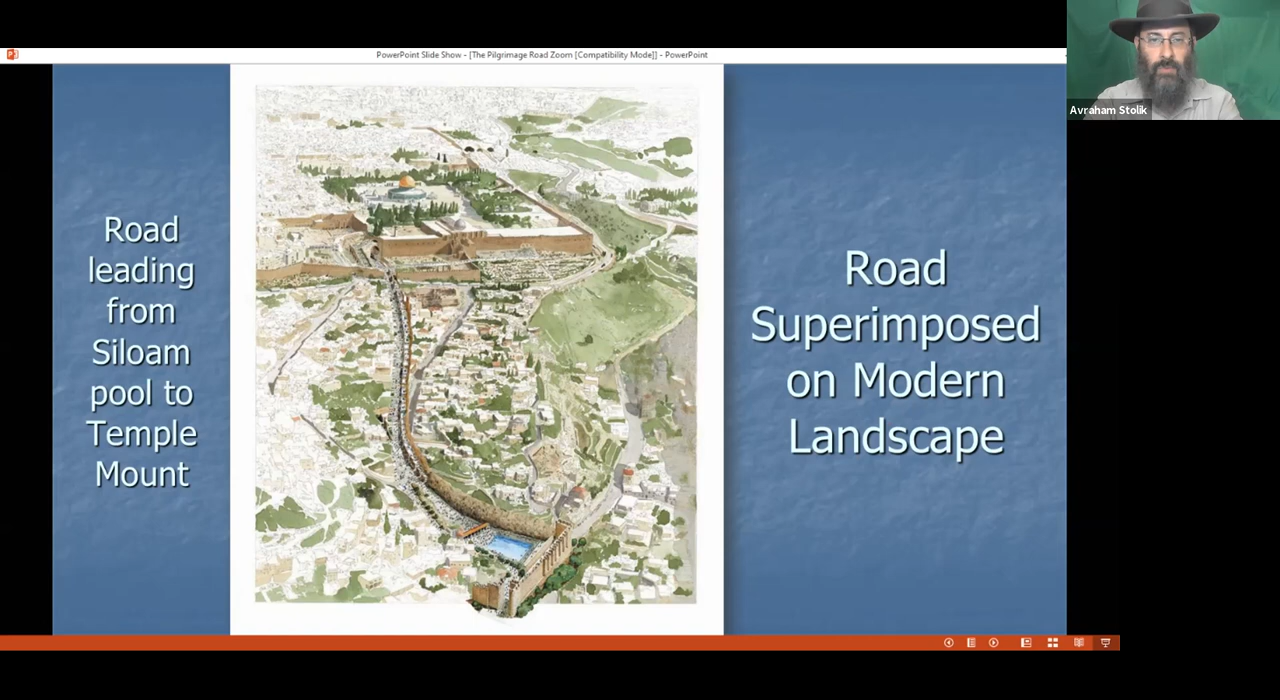 PowerPoint Slide Show - [The Pilgrimage Road Zoom [Compatibility Mode]] - PowerPoint
Avraham Stolik
Road
leading
from
Siloam
pool to
Temple
Mount
Road
Superimposed
on Modern
Landscape